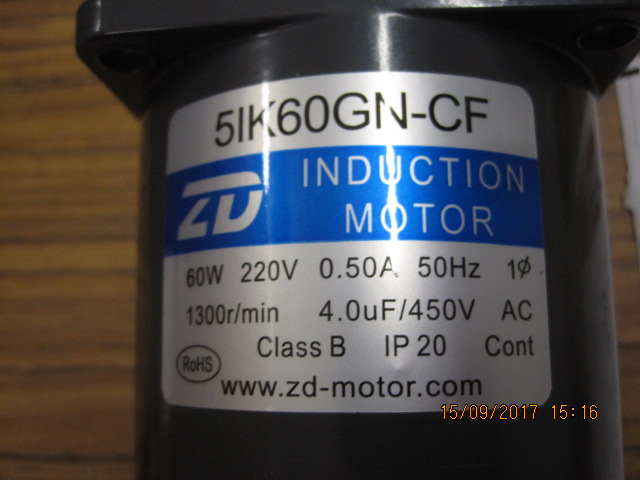 5IK60GN-CF
ZD
INDUCTION
MOTOR
60W 220V 0.50A 50Hz 1Ø
1300r/min 4.0uF/450V AC
Class B IP 20 Cont
RoHS
www.zd-motor.com
15/09/2017 15:16